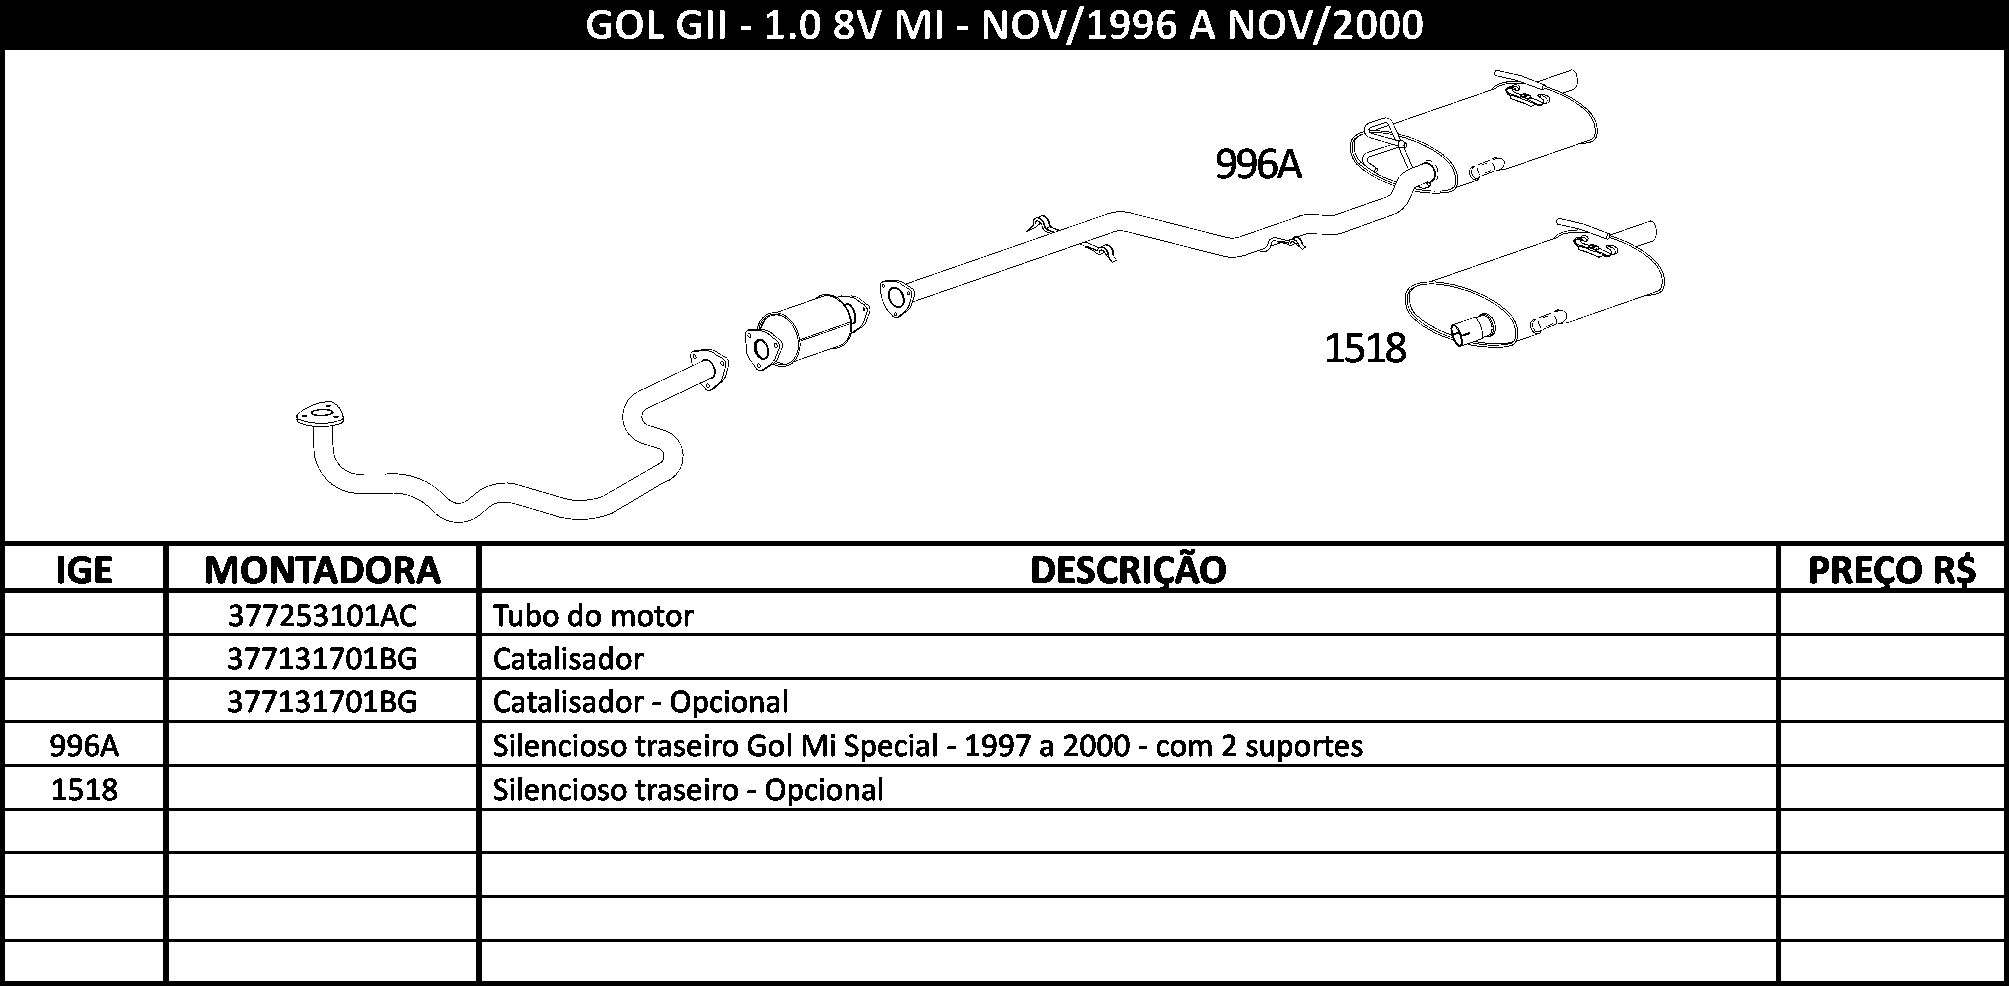 GOL GII - 1.0 8V MI - NOV/1996 A NOV/2000
996A
1518
IGE MONTADORA DESCRIÇÃO PREÇO R$
377253101AC Tubo do motor
377131701BG Catalisador
377131701BG Catalisador - Opcional
996A Silencioso traseiro Gol Mi Special - 1997 a 2000 - com 2 suportes
1518 Silencioso traseiro - Opcional